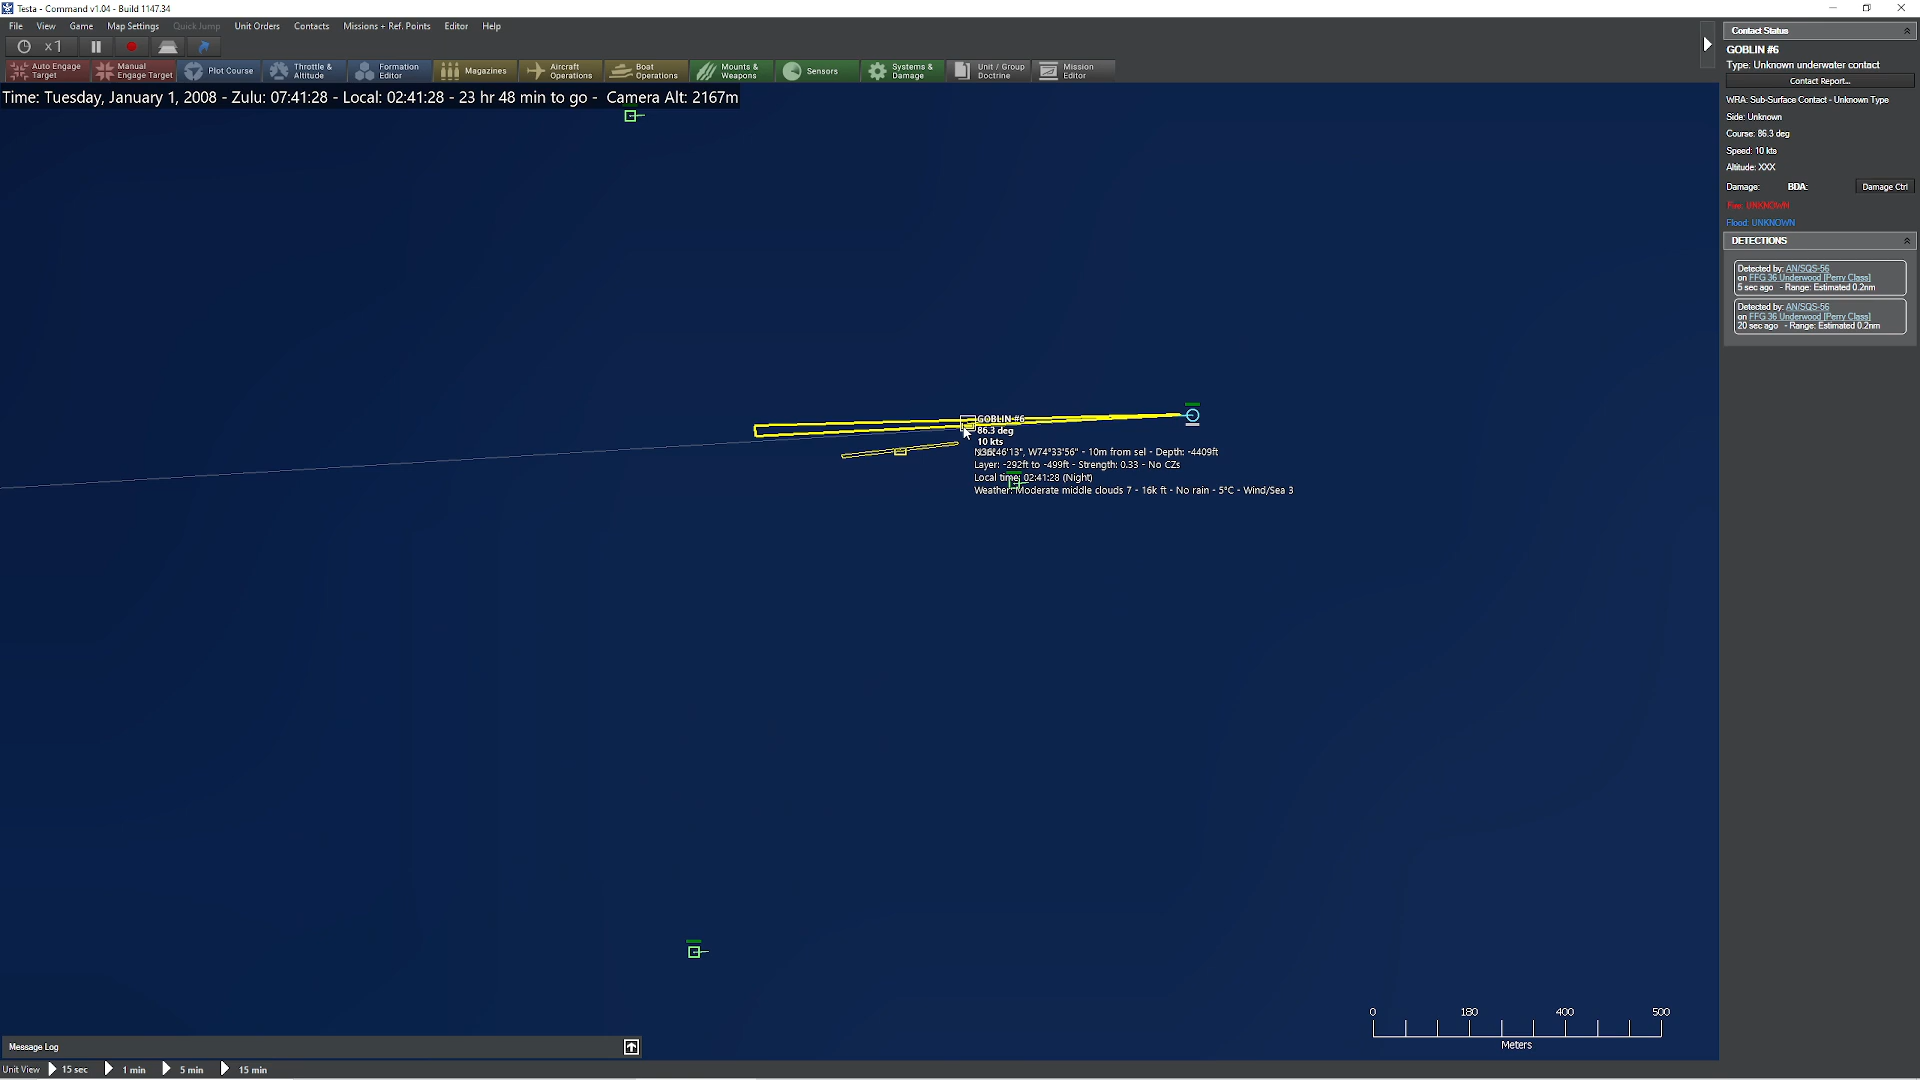 Testa - Command v1.04 - Build 1147.34
File View Game Map Settings Quick Jump Unit Orders Contacts Missions + Ref. Points Editor Help
x1
Auto Engage Target
Manual Engage Target
Plot Course
Throttle & Altitude
Formation Editor
Magazines
Aircraft Operations
Boat Operations
Mounts & Weapons
Sensors
Systems & Damage
Unit / Group Doctrine
Mission Editor
Time: Tuesday, January 1, 2008 - Zulu: 07:41:28 - Local: 02:41:28 - 23 hr 48 min to go - Camera Alt: 2167m
GOBLIN #6
86.3 deg
10 kts
N36°46'13", W74°33'56" - 10m from sel - Depth: -4409ft
Layer: -292ft to -499ft - Strength: 0.33 - No CZs
Local time: 02:41:28 (Night)
Weather: Moderate middle clouds 7 - 16k ft - No rain - 5°C - Wind/Sea 3
0 180 400 500
Meters
Message Log
Unit View 15 sec 1 min 5 min 15 min
Contact Status
GOBLIN #6
Type: Unknown underwater contact
Contact Report...
WRA: Sub-Surface Contact - Unknown Type
Side: Unknown
Course: 86.3 deg
Speed: 10 kts
Altitude: XXX
Damage: BDA: Damage Ctrl
Fire: UNKNOWN
Flood: UNKNOWN
DETECTIONS
Detected by: AN/SQS-56
on FFG 36 Underwood [Perry Class]
5 sec ago - Range: Estimated 0.2nm
Detected by: AN/SQS-56
on FFG 36 Underwood [Perry Class]
20 sec ago - Range: Estimated 0.2nm